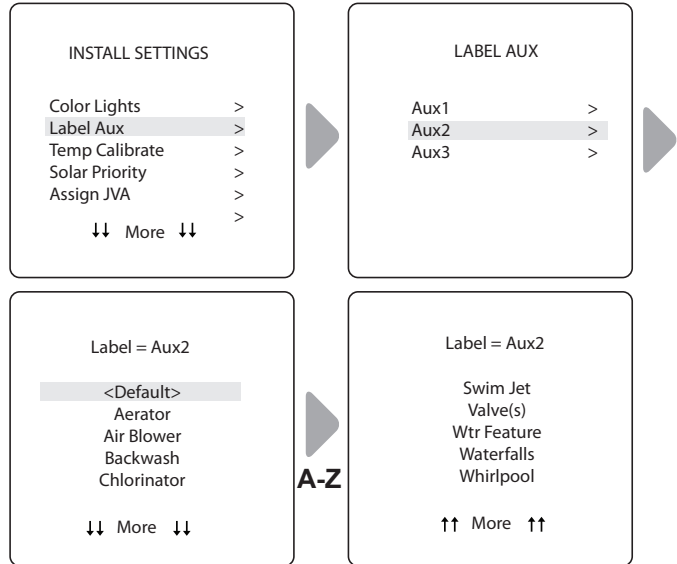 INSTALL SETTINGS
Color Lights >
Label Aux >
Temp Calibrate >
Solar Priority >
Assign JVA >
>
↓↓ More ↓↓
LABEL AUX
Aux1 >
Aux2 >
Aux3 >
Label = Aux2
<Default>
Aerator
Air Blower
Backwash
Chlorinator
↓↓ More ↓↓
A-Z
Label = Aux2
Swim Jet
Valve(s)
Wtr Feature
Waterfalls
Whirlpool
↑↑ More ↑↑